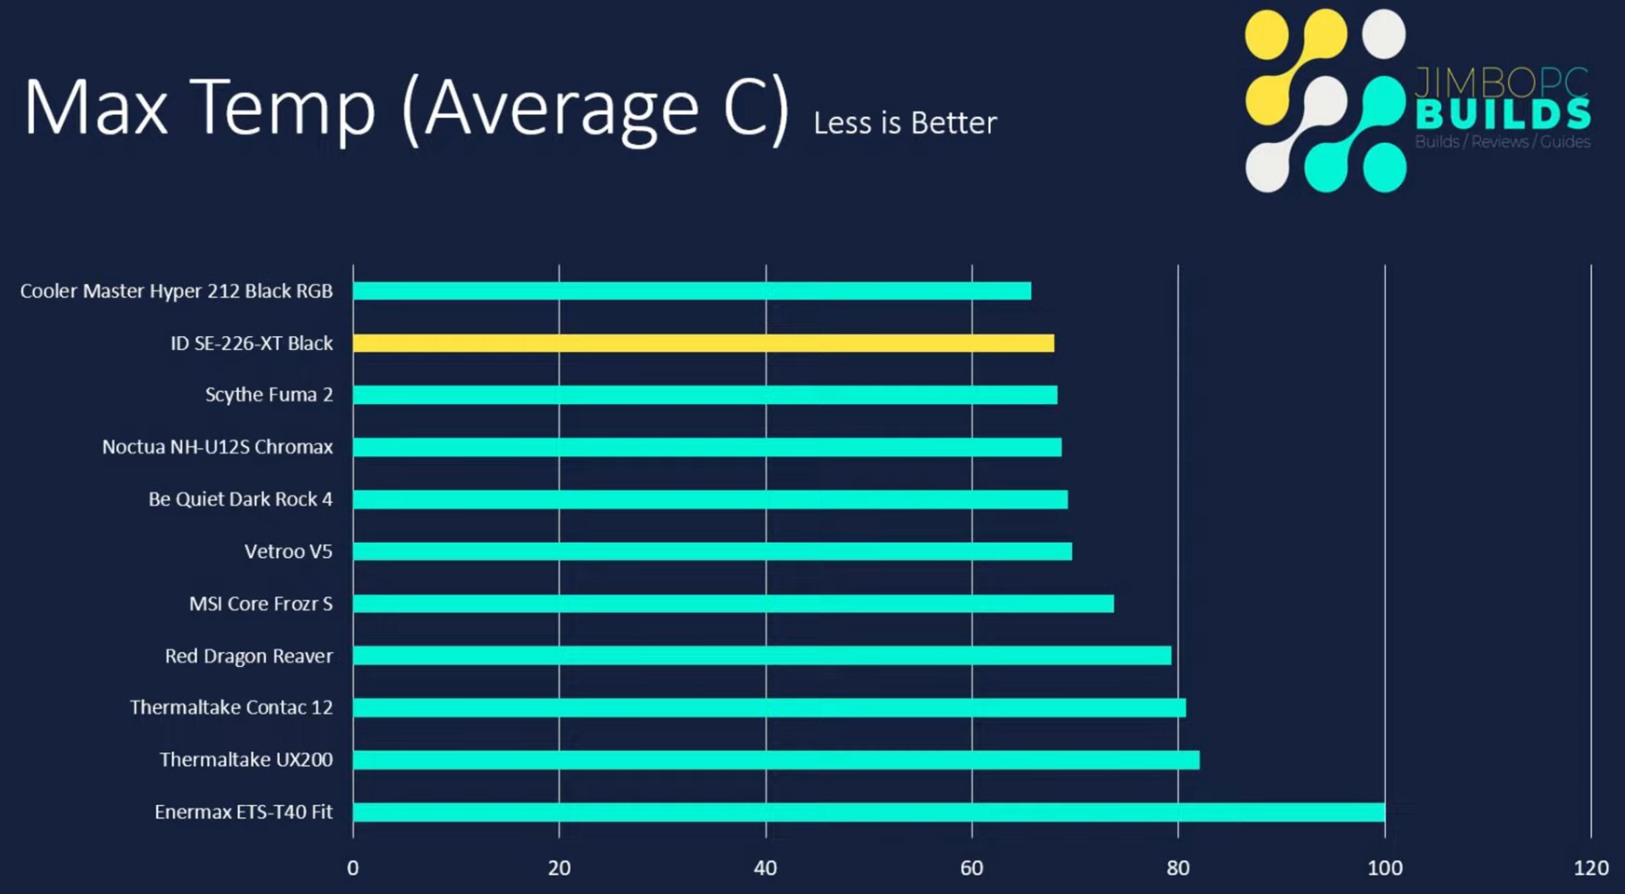 Max Temp (Average C) Less is Better
JIMBOPC
BUILDS
Builds / Reviews / Guides
Cooler Master Hyper 212 Black RGB
ID SE-226-XT Black
Scythe Fuma 2
Noctua NH-U12S Chromax
Be Quiet Dark Rock 4
Vetroo V5
MSI Core Frozr S
Red Dragon Reaver
Thermaltake Contac 12
Thermaltake UX200
Enermax ETS-T40 Fit
0 20 40 60 80 100 120